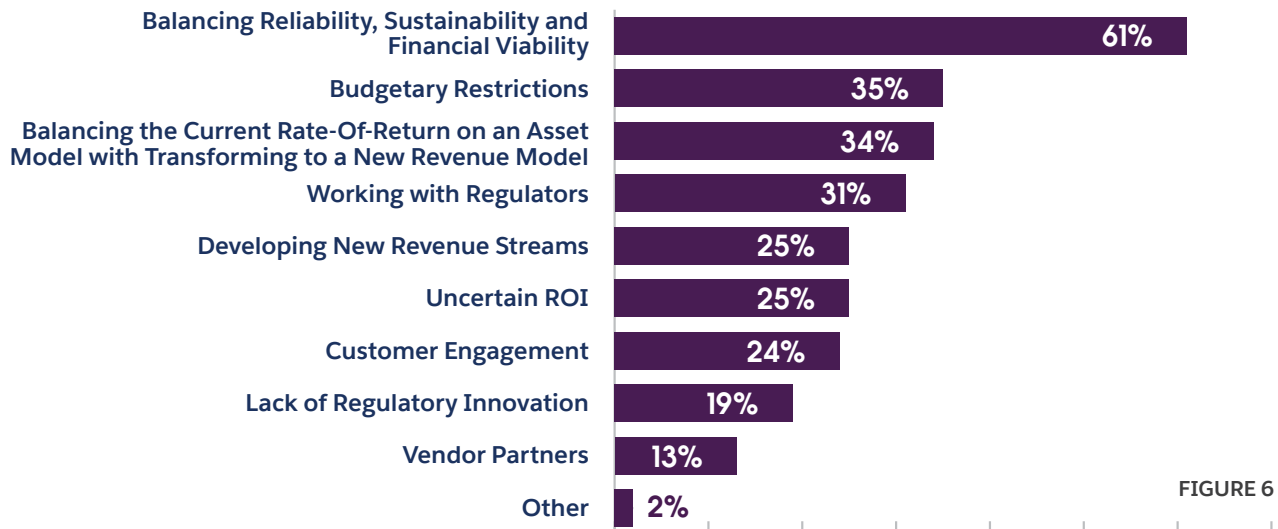 Balancing Reliability, Sustainability and
Financial Viability
61%
Budgetary Restrictions
35%
Balancing the Current Rate-Of-Return on an Asset
Model with Transforming to a New Revenue Model
34%
Working with Regulators
31%
Developing New Revenue Streams
25%
Uncertain ROI
25%
Customer Engagement
24%
Lack of Regulatory Innovation
19%
Vendor Partners
13%
Other
2%
FIGURE 6